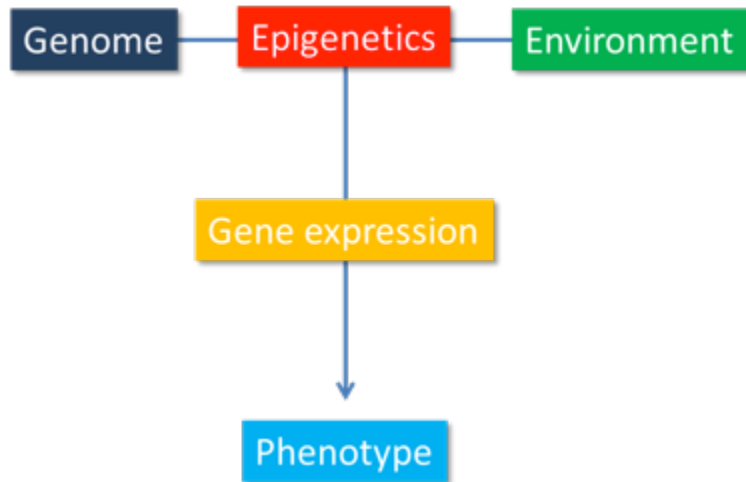 Genome
Epigenetics
Environment
Gene expression
Phenotype